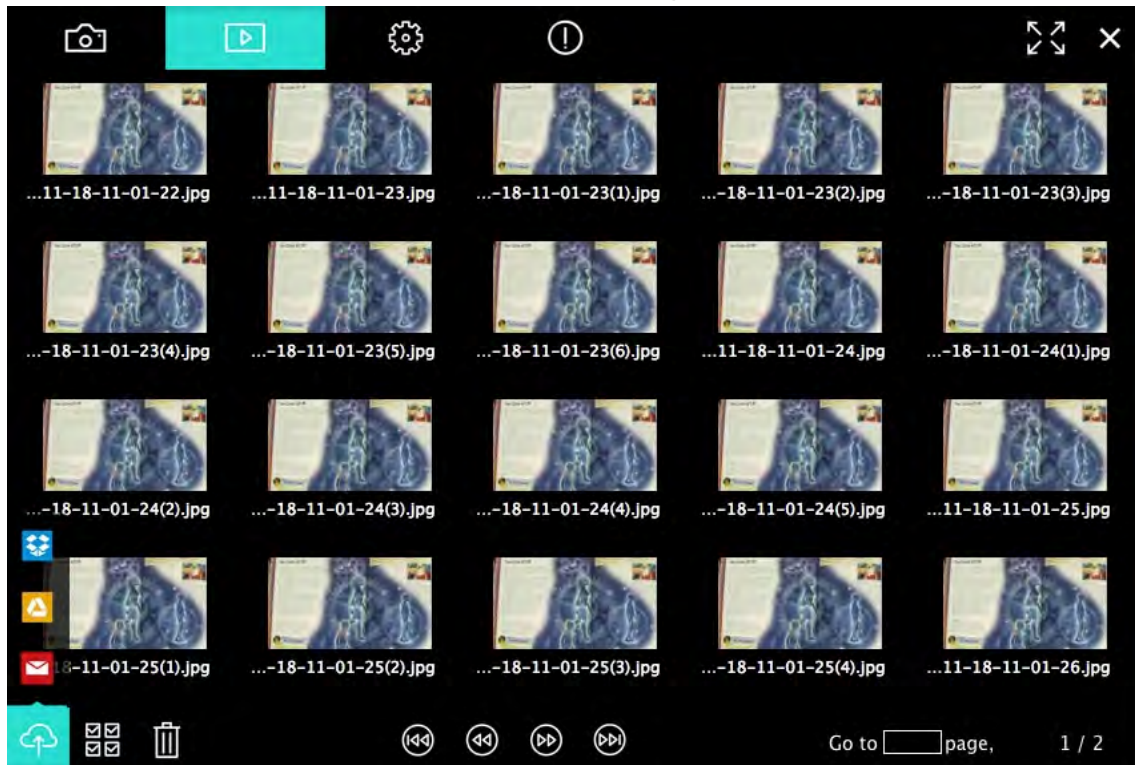 ...11-18-11-01-22.jpg ...11-18-11-01-23.jpg ...-18-11-01-23(1).jpg ...-18-11-01-23(2).jpg ...-18-11-01-23(3).jpg
...-18-11-01-23(4).jpg ...-18-11-01-23(5).jpg ...-18-11-01-23(6).jpg ...11-18-11-01-24.jpg ...-18-11-01-24(1).jpg
...-18-11-01-24(2).jpg ...-18-11-01-24(3).jpg ...-18-11-01-24(4).jpg ...-18-11-01-24(5).jpg ...11-18-11-01-25.jpg
18-11-01-25(1).jpg ...-18-11-01-25(2).jpg ...-18-11-01-25(3).jpg ...-18-11-01-25(4).jpg ...11-18-11-01-26.jpg
Go to page, 1 / 2